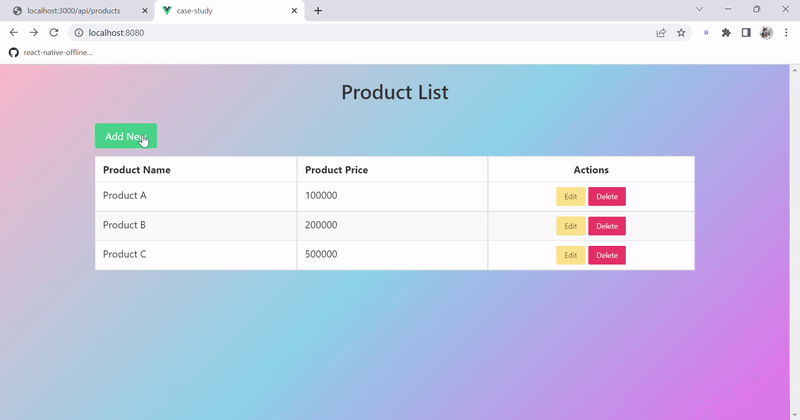 localhost:3000/api/products
case-study
localhost:8080
react-native-offline...
Product List
Add New
Product Name Product Price Actions
Product A 100000 Edit Delete
Product B 200000 Edit Delete
Product C 500000 Edit Delete